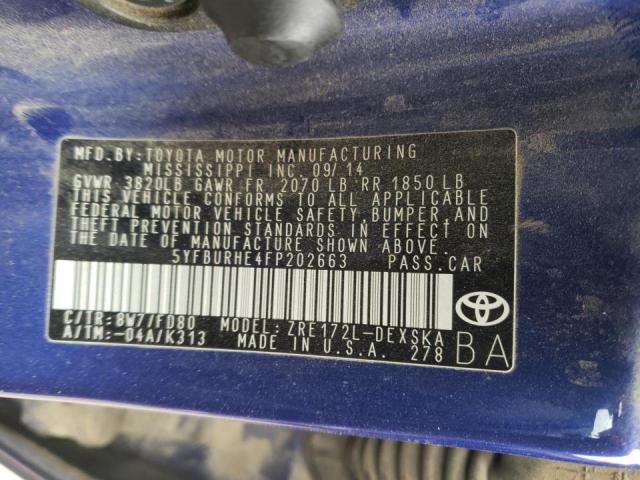 MFD. BY: TOYOTA MOTOR MANUFACTURING
MISSISSIPPI INC. 09/14
GVWR 3820LB GAWR FR 2070 LB RR 1850 LB
THIS VEHICLE CONFORMS TO ALL APPLICABLE
FEDERAL MOTOR VEHICLE SAFETY, BUMPER, AND
THEFT PREVENTION STANDARDS IN EFFECT ON
THE DATE OF MANUFACTURE SHOWN ABOVE.
5YFBURHE4FP202663 PASS.CAR
C/TR: 8W7/FD80 MODEL: ZRE172L-DEXSKA
A/TM:-04A/K313 MADE IN U.S.A. 278
BA